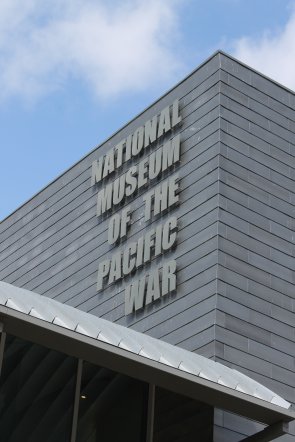 NATIONAL
MUSEUM
OF THE
PACIFIC
WAR